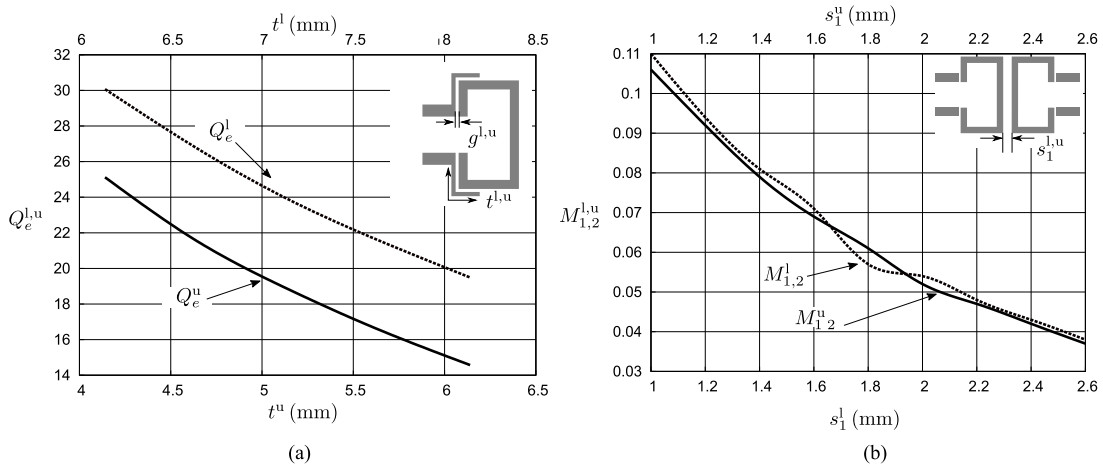 t^l (mm)
6 6.5 7 7.5 8 8.5
32
30
28
26
24
22
20
18
16
14
Q_e^{l,u}
Q_e^l
Q_e^u
g^{l,u}
t^{l,u}
4 4.5 5 5.5 6 6.5
t^u (mm)
(a)
s_1^u (mm)
1 1.2 1.4 1.6 1.8 2 2.2 2.4 2.6
0.11
0.1
0.09
0.08
0.07
0.06
0.05
0.04
0.03
M_{1,2}^{l,u}
s_1^{l,u}
M_{1,2}^l
M_{1 2}^u
1 1.2 1.4 1.6 1.8 2 2.2 2.4 2.6
s_1^l (mm)
(b)